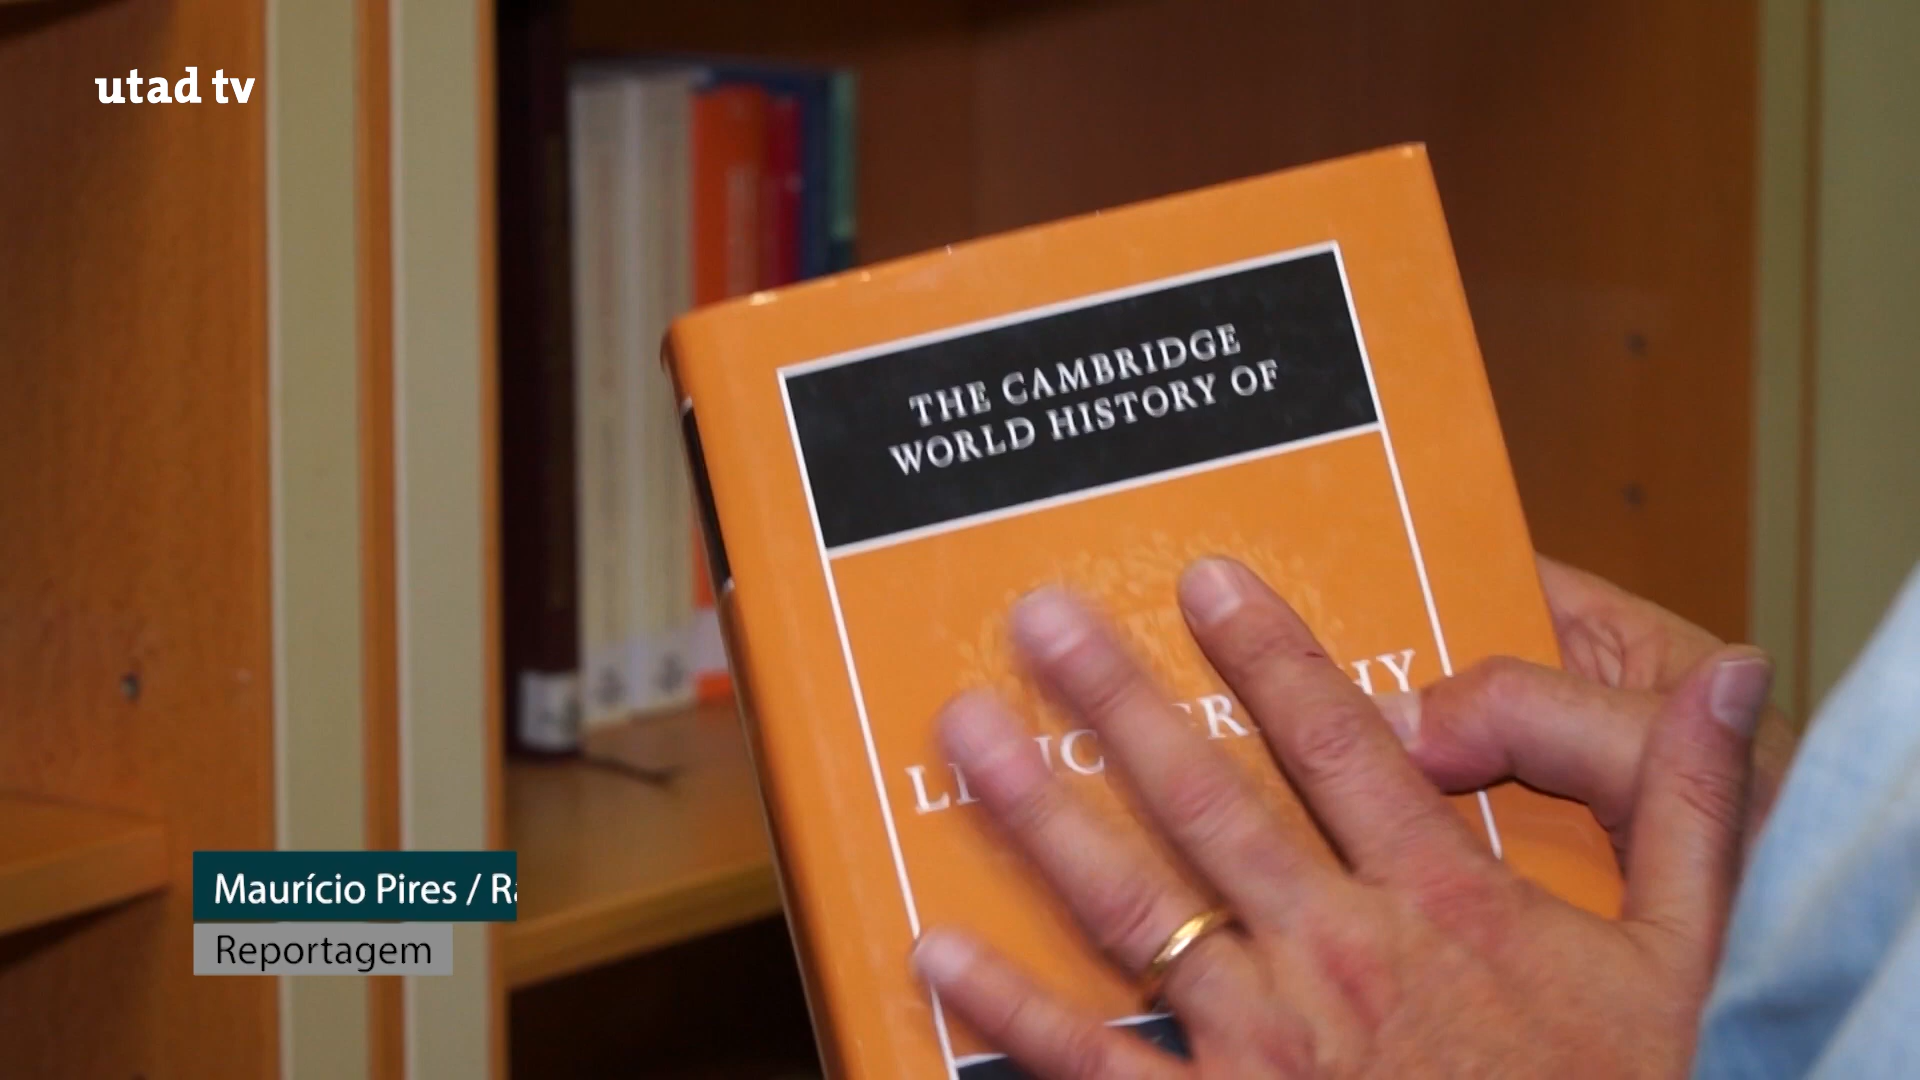 utad tv
THE CAMBRIDGE
WORLD HISTORY OF
Maurício Pires / Ra
Reportagem